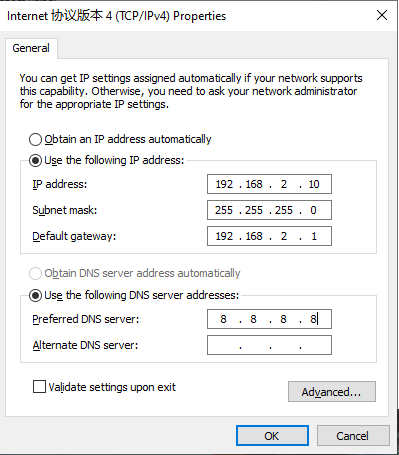 Internet 协议版本 4 (TCP/IPv4) Properties
General
You can get IP settings assigned automatically if your network supports
this capability. Otherwise, you need to ask your network administrator
for the appropriate IP settings.
Obtain an IP address automatically
Use the following IP address:
IP address: 192 . 168 . 2 . 10
Subnet mask: 255 . 255 . 255 . 0
Default gateway: 192 . 168 . 2 . 1
Obtain DNS server address automatically
Use the following DNS server addresses:
Preferred DNS server: 8 . 8 . 8 . 8
Alternate DNS server: . . .
Validate settings upon exit
Advanced...
OK Cancel